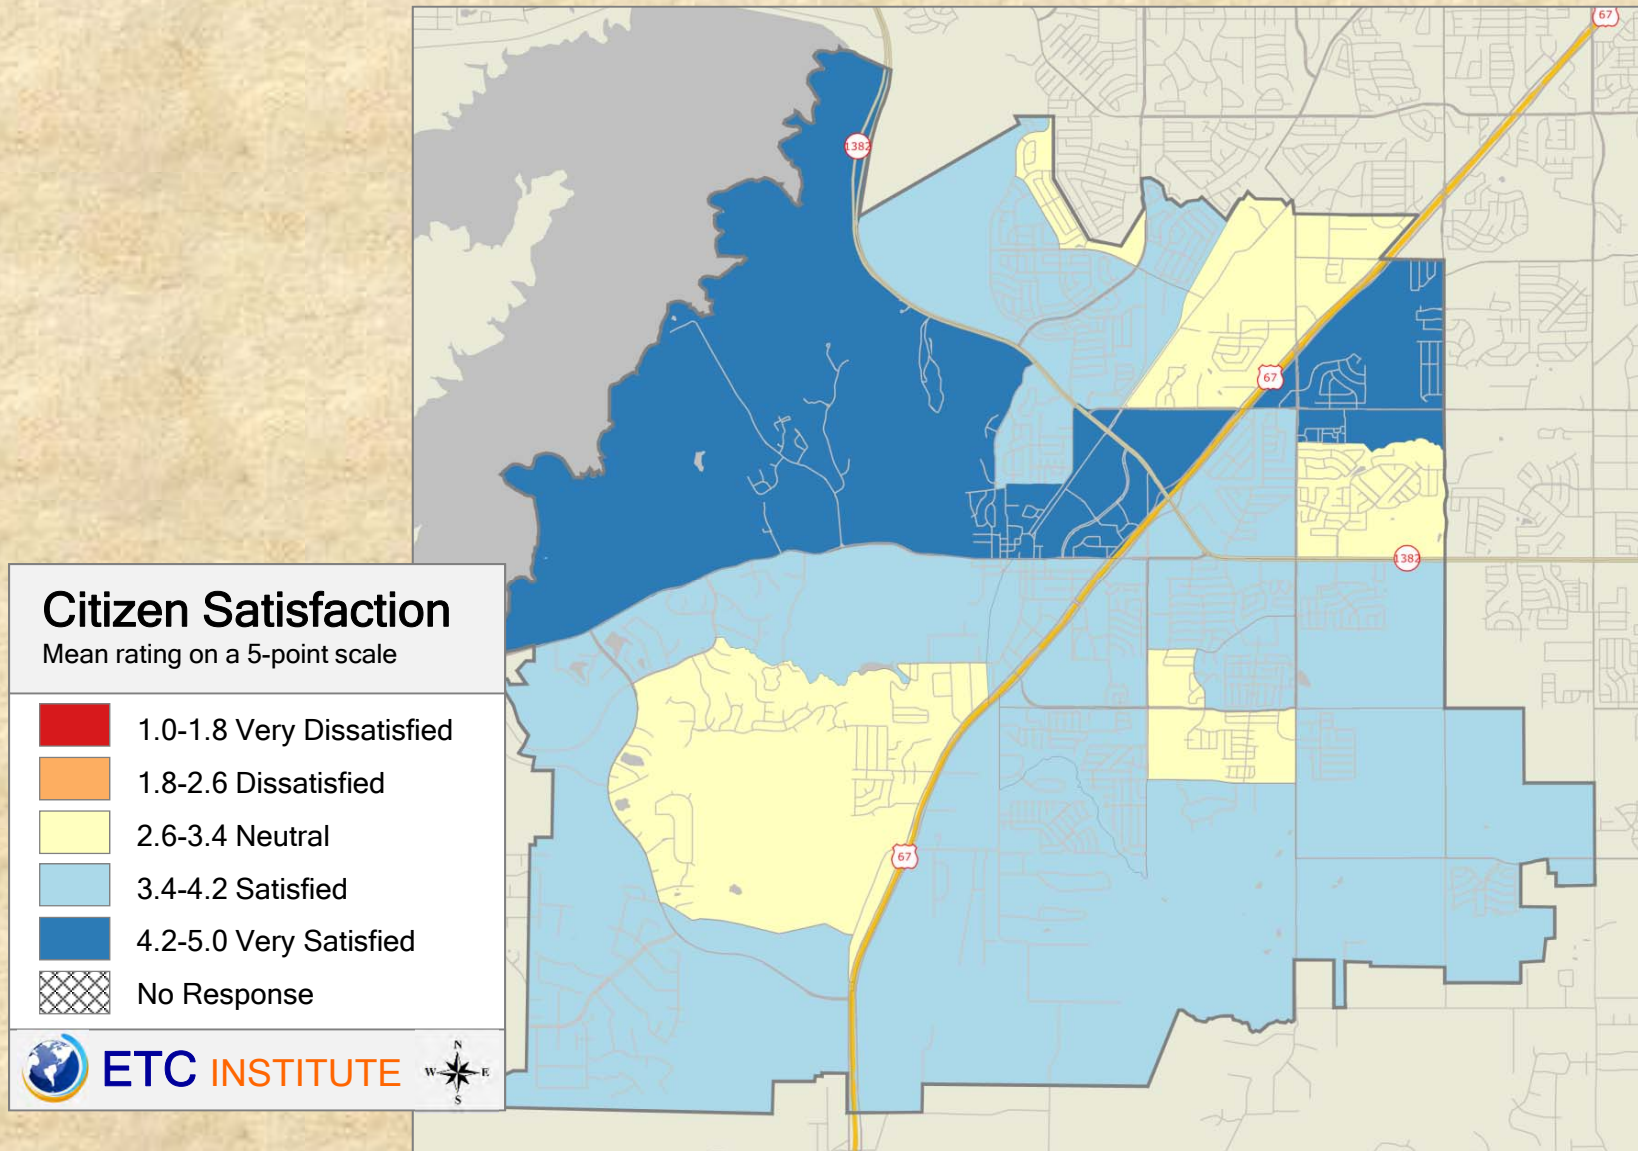 67
1382
67
1382
67
Citizen Satisfaction
Mean rating on a 5-point scale
1.0-1.8 Very Dissatisfied
1.8-2.6 Dissatisfied
2.6-3.4 Neutral
3.4-4.2 Satisfied
4.2-5.0 Very Satisfied
No Response
ETC INSTITUTE
N
W E
S